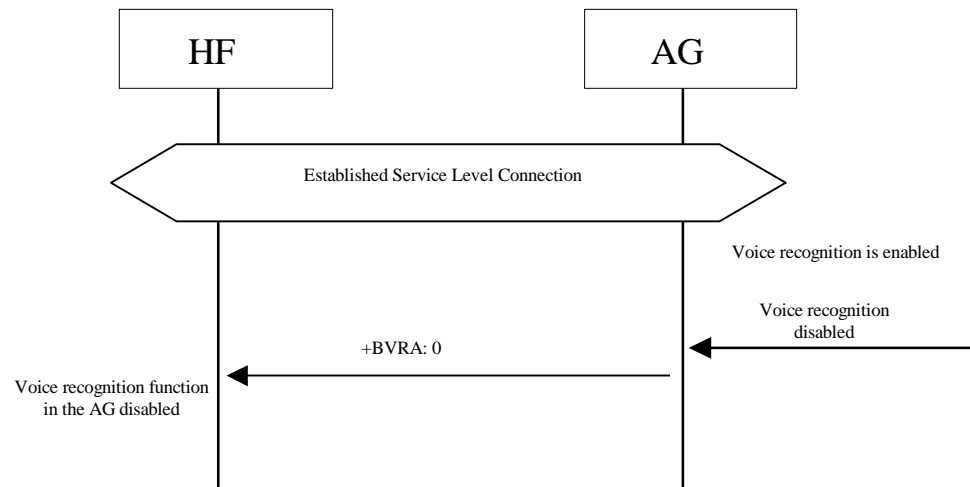 HF
AG
Established Service Level Connection
Voice recognition is enabled
Voice recognition
disabled
+BVRA: 0
Voice recognition function
in the AG disabled